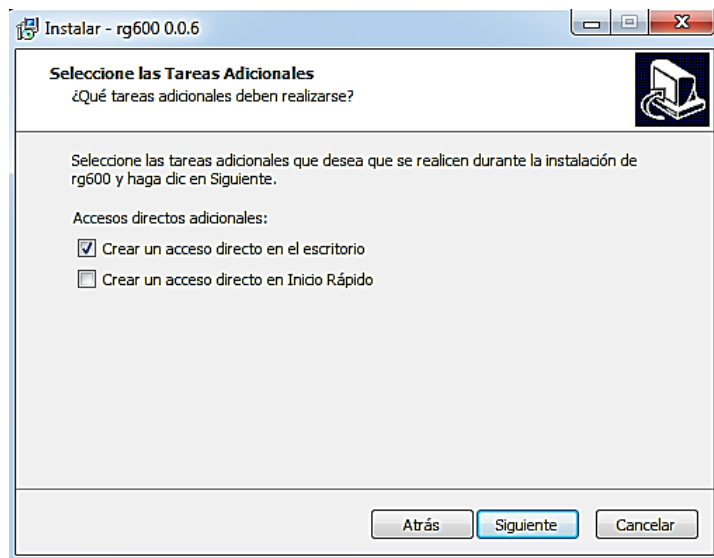 Instalar - rg600 0.0.6
Seleccione las Tareas Adicionales
¿Qué tareas adicionales deben realizarse?
Seleccione las tareas adicionales que desea que se realicen durante la instalación de
rg600 y haga clic en Siguiente.
Accesos directos adicionales:
Crear un acceso directo en el escritorio
Crear un acceso directo en Inicio Rápido
Atrás Siguiente Cancelar